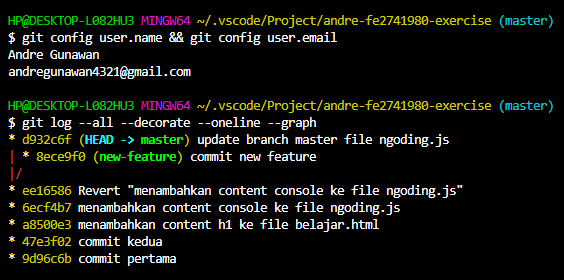 HP@DESKTOP-L082HU3 MINGW64 ~/.vscode/Project/andre-fe2741980-exercise (master)
$ git config user.name && git config user.email
Andre Gunawan
andregunawan4321@gmail.com

HP@DESKTOP-L082HU3 MINGW64 ~/.vscode/Project/andre-fe2741980-exercise (master)
$ git log --all --decorate --oneline --graph
* d932c6f (HEAD -> master) update branch master file ngoding.js
| * 8ece9f0 (new-feature) commit new feature
|/
* ee16586 Revert "menambahkan content console ke file ngoding.js"
* 6ecf4b7 menambahkan content console ke file ngoding.js
* a8500e3 menambahkan content h1 ke file belajar.html
* 47e3f02 commit kedua
* 9d96c6b commit pertama